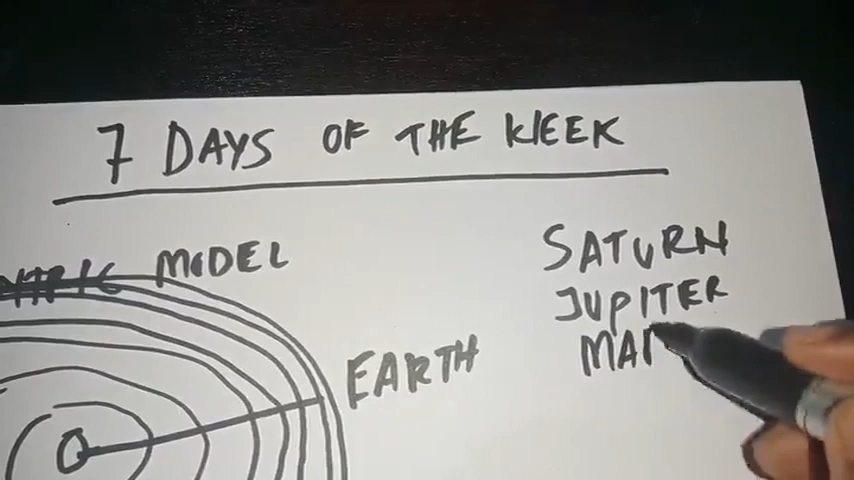 7 DAYS OF THE WEEK
MODEL
SATURN
JUPITER
EARTH